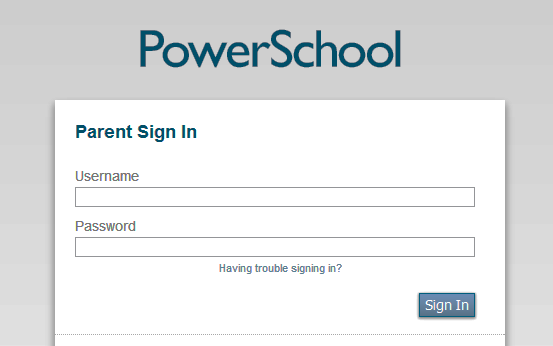 PowerSchool
Parent Sign In
Username
Password
Having trouble signing in?
Sign In